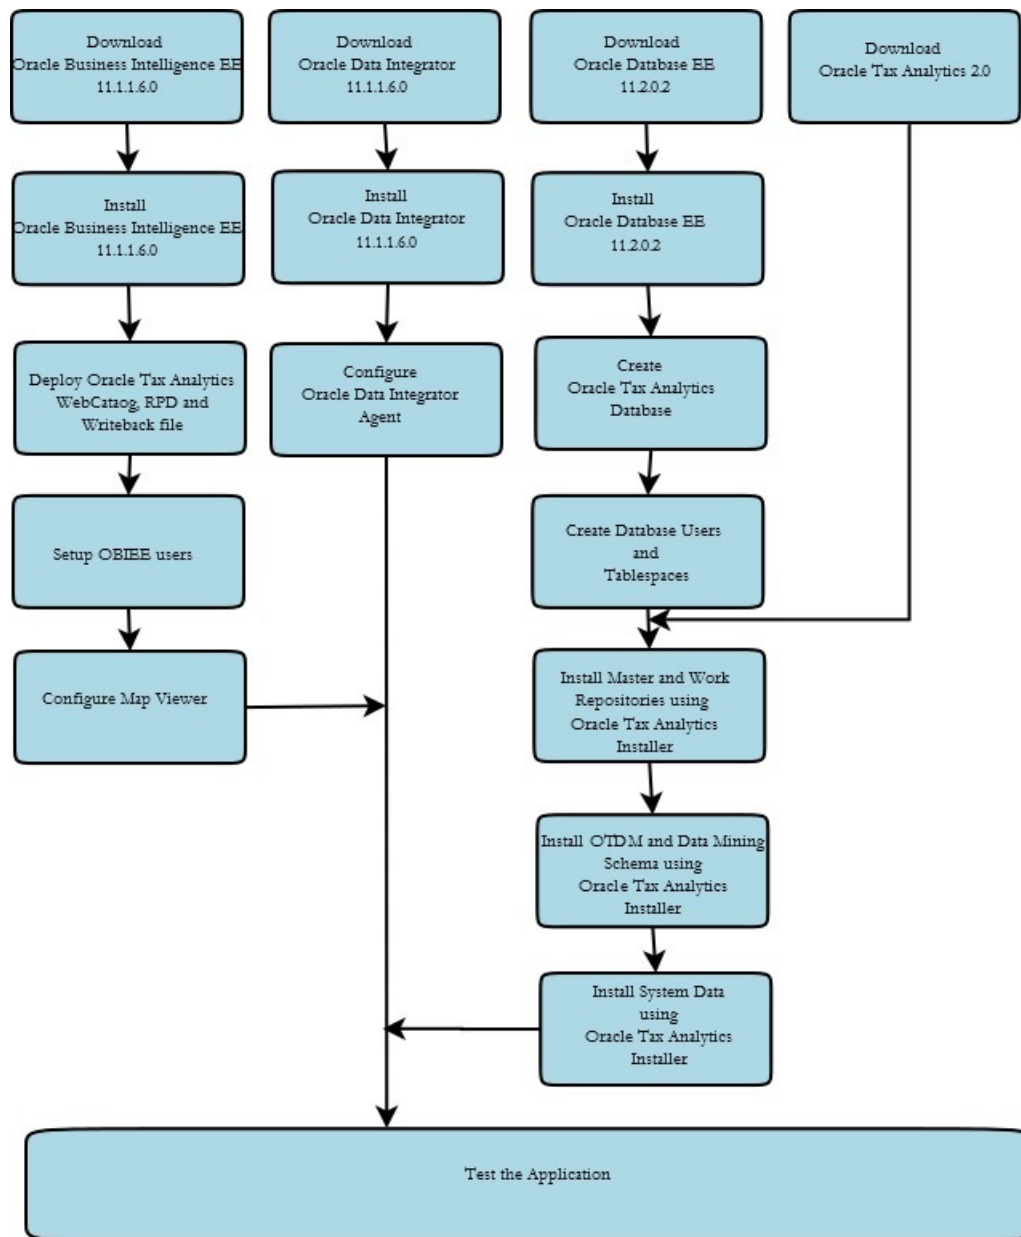 Download
Oracle Business Intelligence EE
11.1.1.6.0
Download
Oracle Data Integrator
11.1.1.6.0
Download
Oracle Database EE
11.2.0.2
Download
Oracle Tax Analytics 2.0
Install
Oracle Business Intelligence EE
11.1.1.6.0
Install
Oracle Data Integrator
11.1.1.6.0
Install
Oracle Database EE
11.2.0.2
Deploy Oracle Tax Analytics
WebCataog, RPD and
Writeback file
Configure
Oracle Data Integrator
Agent
Create
Oracle Tax Analytics
Database
Setup OBIEE users
Create Database Users
and
Tablespaces
Configure Map Viewer
Install Master and Work
Repositories using
Oracle Tax Analytics
Installer
Install OTDM and Data Mining
Schema using
Oracle Tax Analytics
Installer
Install System Data
using
Oracle Tax Analytics
Installer
Test the Application